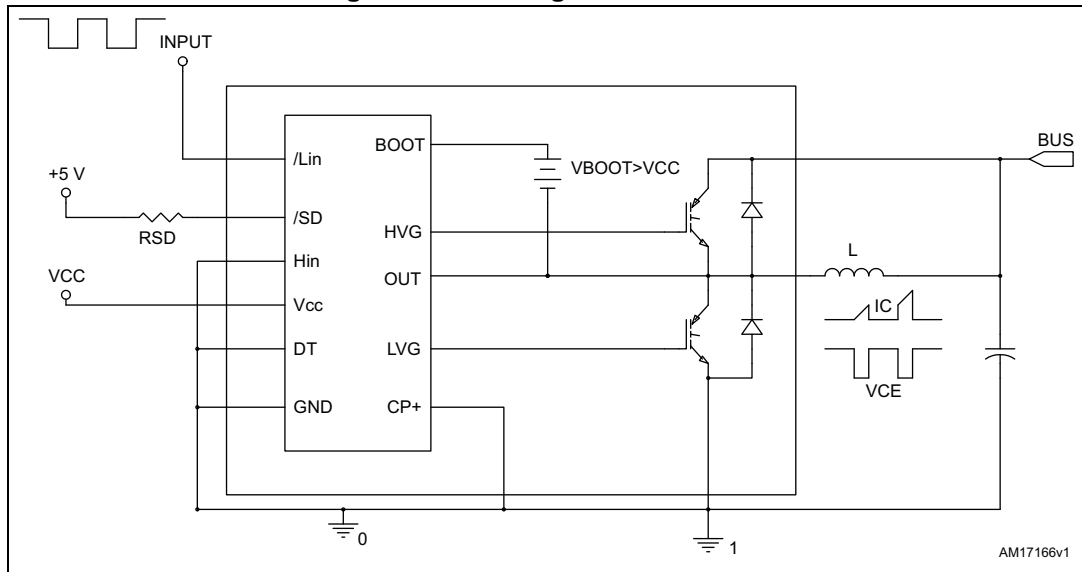 INPUT
BUS
/Lin
BOOT
VBOOT>VCC
+5 V
/SD
RSD
HVG
Hin
OUT
L
VCC
Vcc
IC
DT
LVG
VCE
GND
CP+
0
1
AM17166v1